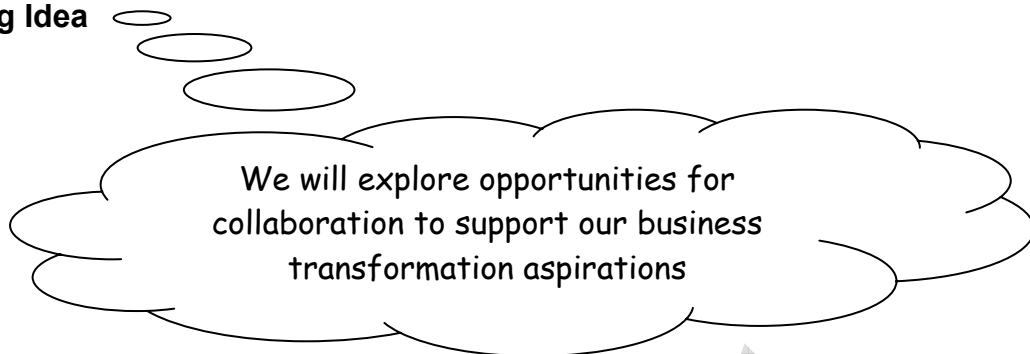 g Idea
We will explore opportunities for
collaboration to support our business
transformation aspirations